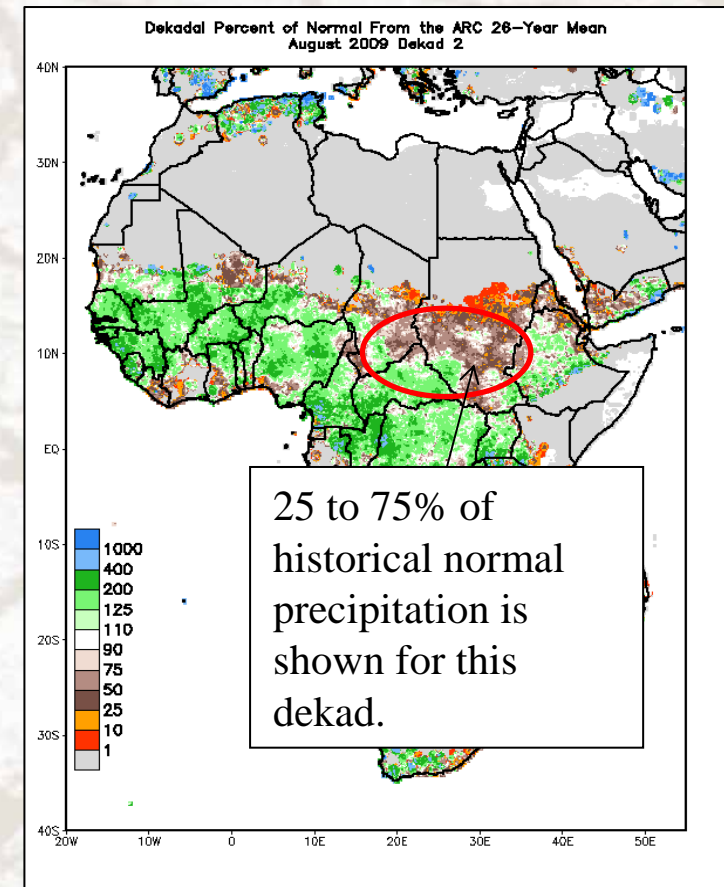 Dekadal Percent of Normal From the ARC 26-Year Mean
August 2009 Dekad 2
40N
30N
20N
10N
EQ
10S
20S
30S
40S
20W 10W 0 10E 20E 30E 40E 50E
1000
400
200
125
110
90
75
50
25
10
1
25 to 75% of
historical normal
precipitation is
shown for this
dekad.